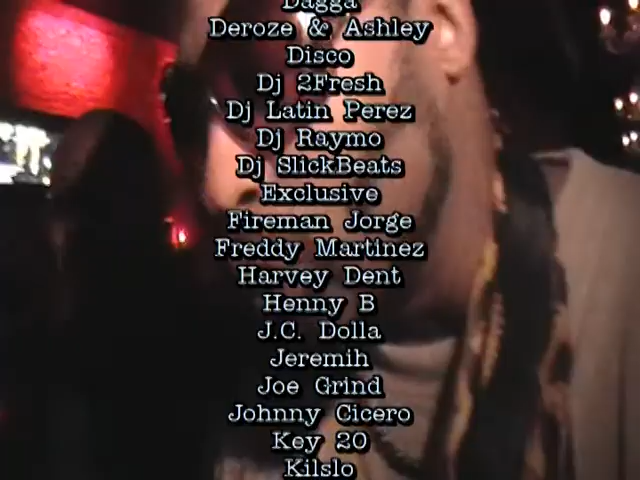 Dagga
Deroze & Ashley
Disco
Dj 2Fresh
Dj Latin Perez
Dj Raymo
Dj SlickBeats
Exclusive
Fireman Jorge
Freddy Martinez
Harvey Dent
Henny B
J.C. Dolla
Jeremih
Joe Grind
Johnny Cicero
Key 20
Kilslo